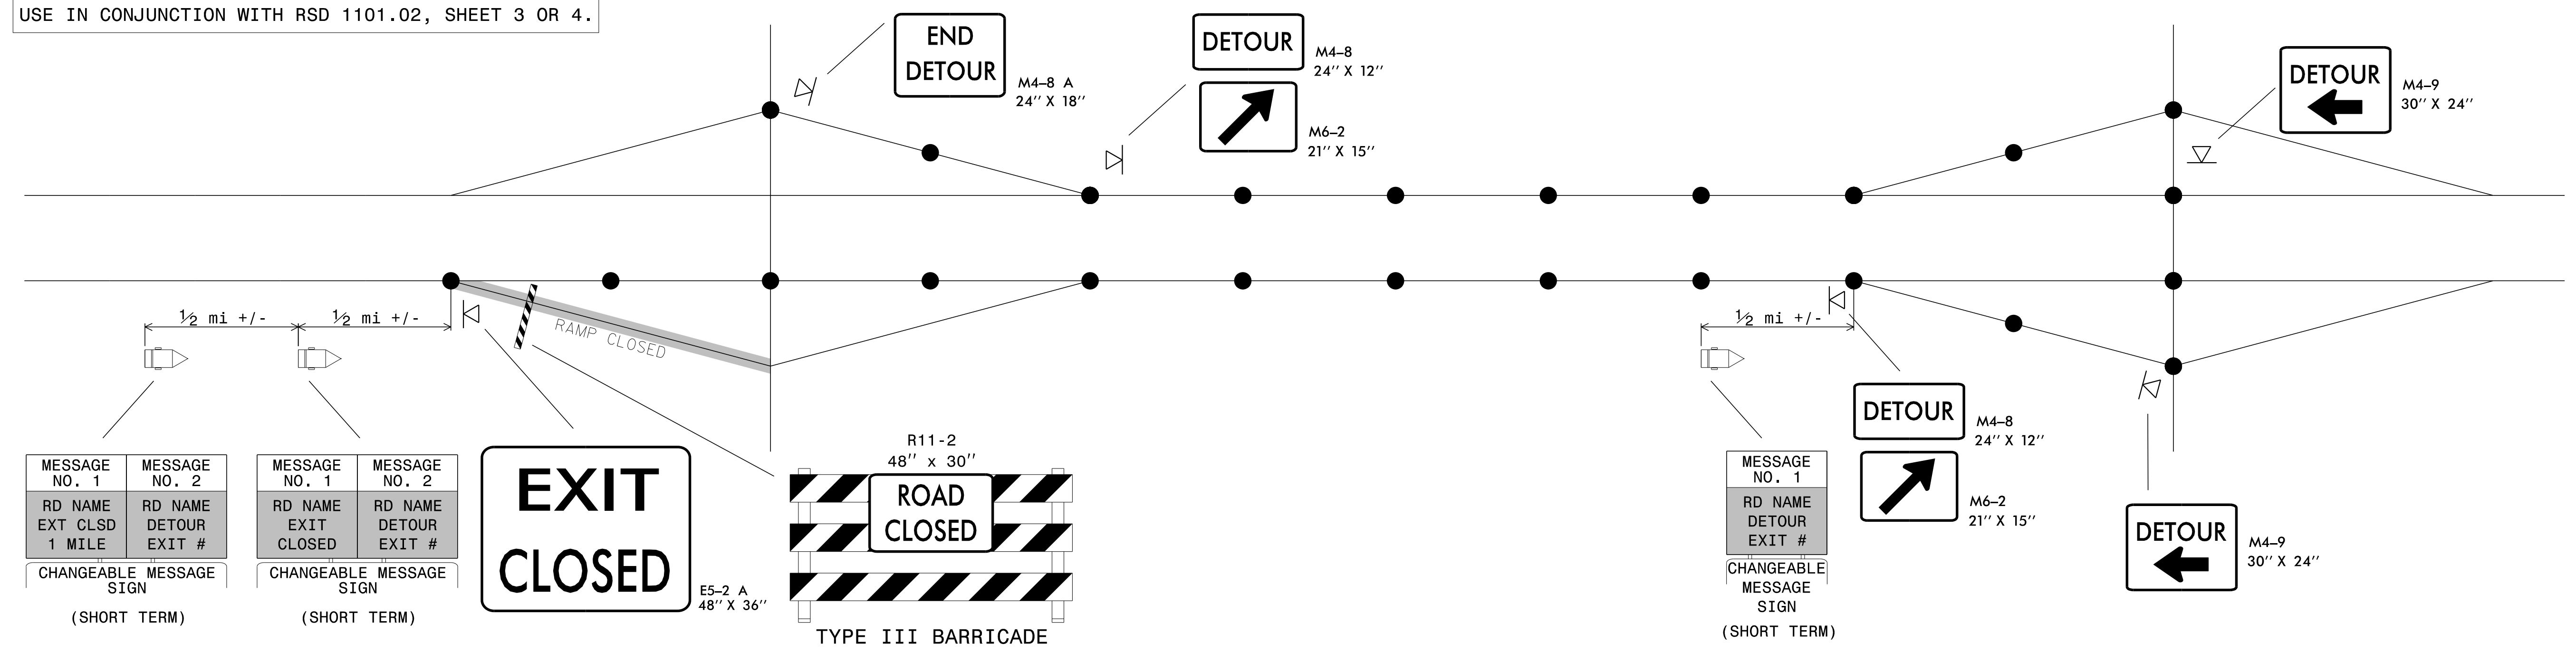 USE IN CONJUNCTION WITH RSD 1101.02, SHEET 3 OR 4.
END
DETOUR
M4-8 A
24" X 18"
DETOUR
M4-8
24" X 12"
M6-2
21" X 15"
DETOUR
M4-9
30" X 24"
1/2 mi +/-
1/2 mi +/-
RAMP CLOSED
1/2 mi +/-
MESSAGE
NO. 1
MESSAGE
NO. 2
RD NAME
EXT CLSD
1 MILE
RD NAME
DETOUR
EXIT #
CHANGEABLE MESSAGE
SIGN
(SHORT TERM)
MESSAGE
NO. 1
MESSAGE
NO. 2
RD NAME
EXIT
CLOSED
RD NAME
DETOUR
EXIT #
CHANGEABLE MESSAGE
SIGN
(SHORT TERM)
EXIT
CLOSED
E5-2 A
48" X 36"
R11-2
48" x 30"
ROAD
CLOSED
TYPE III BARRICADE
MESSAGE
NO. 1
RD NAME
DETOUR
EXIT #
CHANGEABLE
MESSAGE
SIGN
(SHORT TERM)
DETOUR
M4-8
24" X 12"
M6-2
21" X 15"
DETOUR
M4-9
30" X 24"